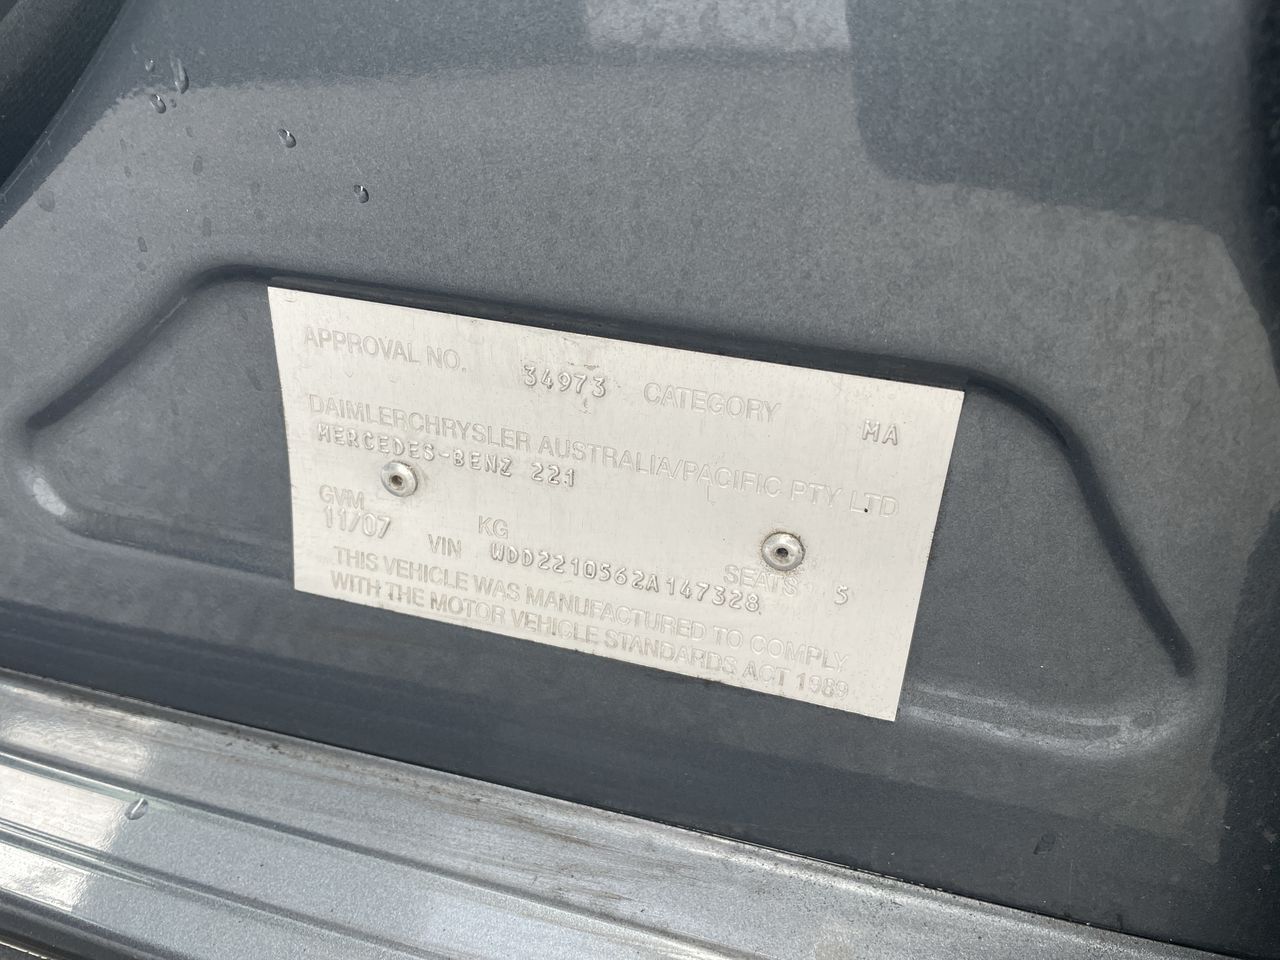 APPROVAL NO. 34973 CATEGORY MA
DAIMLERCHRYSLER AUSTRALIA/PACIFIC PTY LTD
MERCEDES-BENZ 221
GVM KG SEATS 5
11/07 VIN WDD2210562A147328
THIS VEHICLE WAS MANUFACTURED TO COMPLY
WITH THE MOTOR VEHICLE STANDARDS ACT 1989